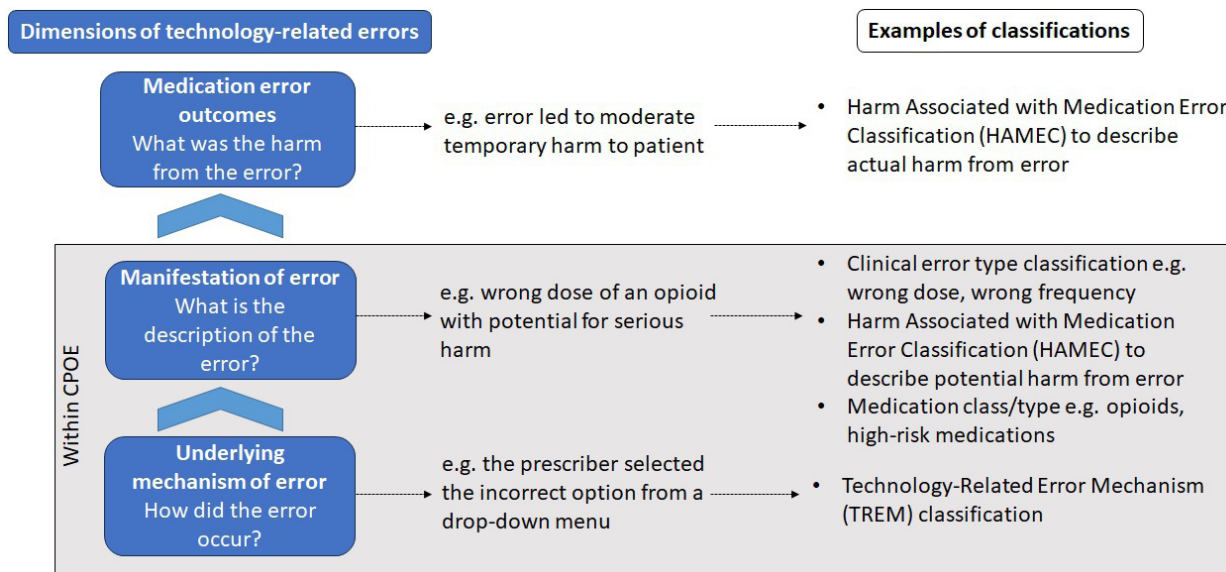 Dimensions of technology-related errors
Examples of classifications
Medication error
outcomes
What was the harm
from the error?
e.g. error led to moderate
temporary harm to patient
• Harm Associated with Medication Error
Classification (HAMEC) to describe
actual harm from error
Within CPOE
Manifestation of error
What is the
description of the
error?
e.g. wrong dose of an opioid
with potential for serious
harm
• Clinical error type classification e.g.
wrong dose, wrong frequency
• Harm Associated with Medication
Error Classification (HAMEC) to
describe potential harm from error
• Medication class/type e.g. opioids,
high-risk medications
Underlying
mechanism of error
How did the error
occur?
e.g. the prescriber selected
the incorrect option from a
drop-down menu
• Technology-Related Error Mechanism
(TREM) classification